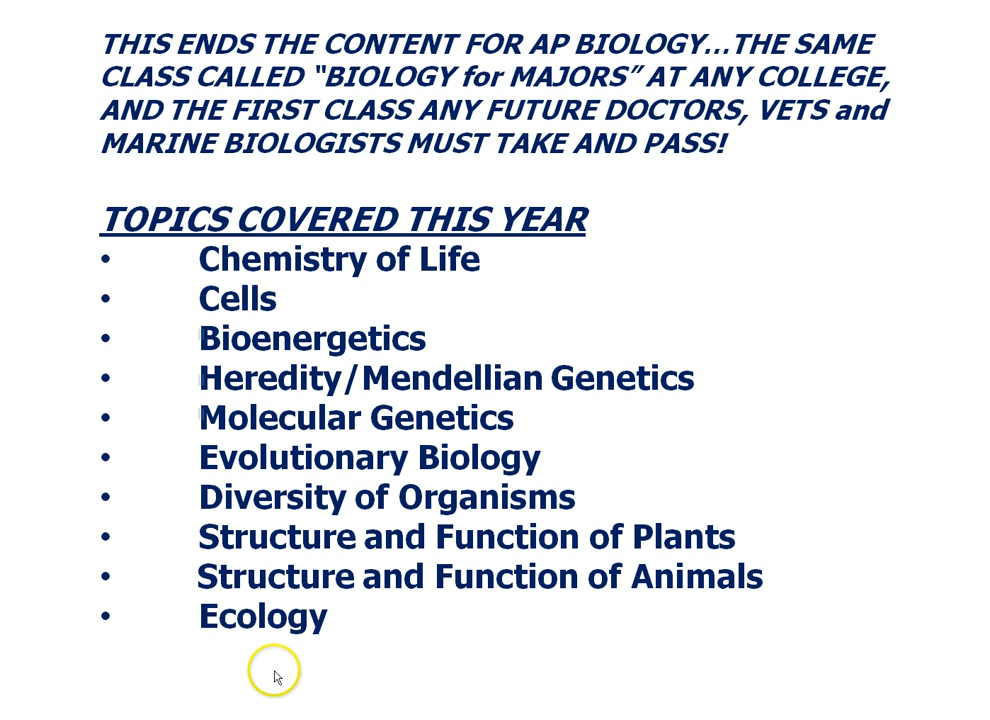 THIS ENDS THE CONTENT FOR AP BIOLOGY...THE SAME
CLASS CALLED "BIOLOGY for MAJORS" AT ANY COLLEGE,
AND THE FIRST CLASS ANY FUTURE DOCTORS, VETS and
MARINE BIOLOGISTS MUST TAKE AND PASS!
TOPICS COVERED THIS YEAR
• Chemistry of Life
• Cells
• Bioenergetics
• Heredity/Mendellian Genetics
• Molecular Genetics
• Evolutionary Biology
• Diversity of Organisms
• Structure and Function of Plants
• Structure and Function of Animals
• Ecology